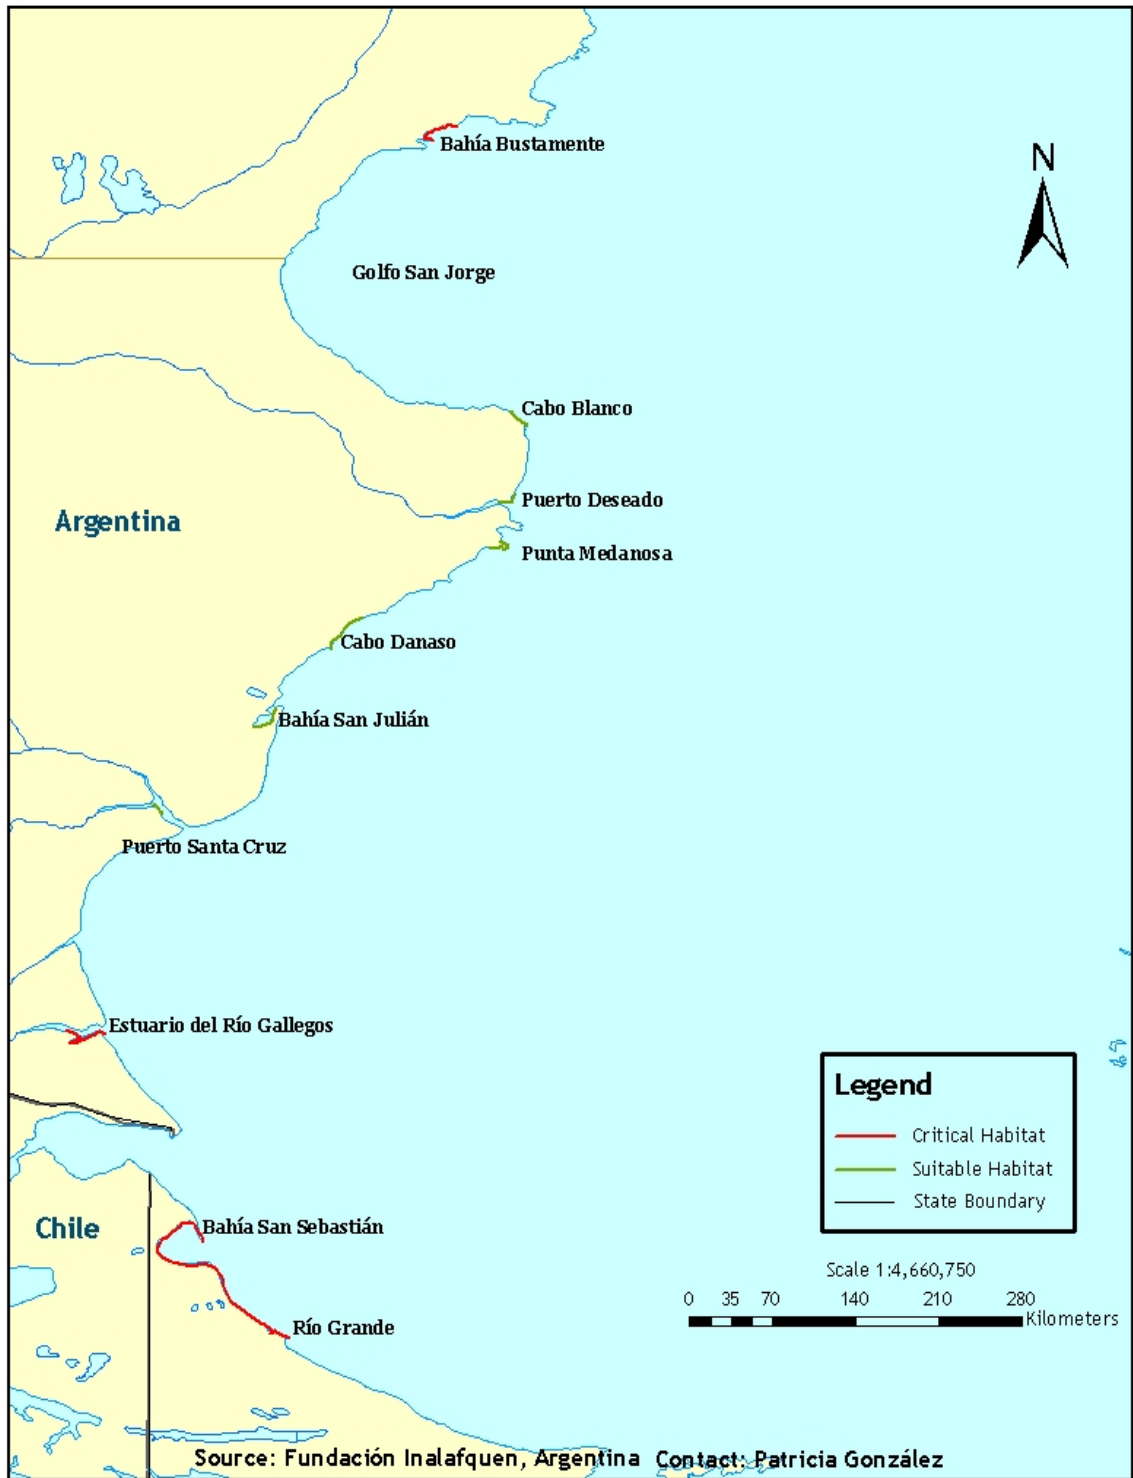 Bahía Bustamente
N
Golfo San Jorge
Cabo Blanco
Puerto Deseado
Argentina
Punta Medanosa
Cabo Danaso
Bahía San Julián
Puerto Santa Cruz
Estuario del Río Gallegos
Legend
Critical Habitat
Suitable Habitat
State Boundary
Chile
Bahía San Sebastián
Scale 1:4,660,750
0 35 70 140 210 280
Kilometers
Río Grande
Source: Fundación Inalafquen, Argentina Contact: Patricia González